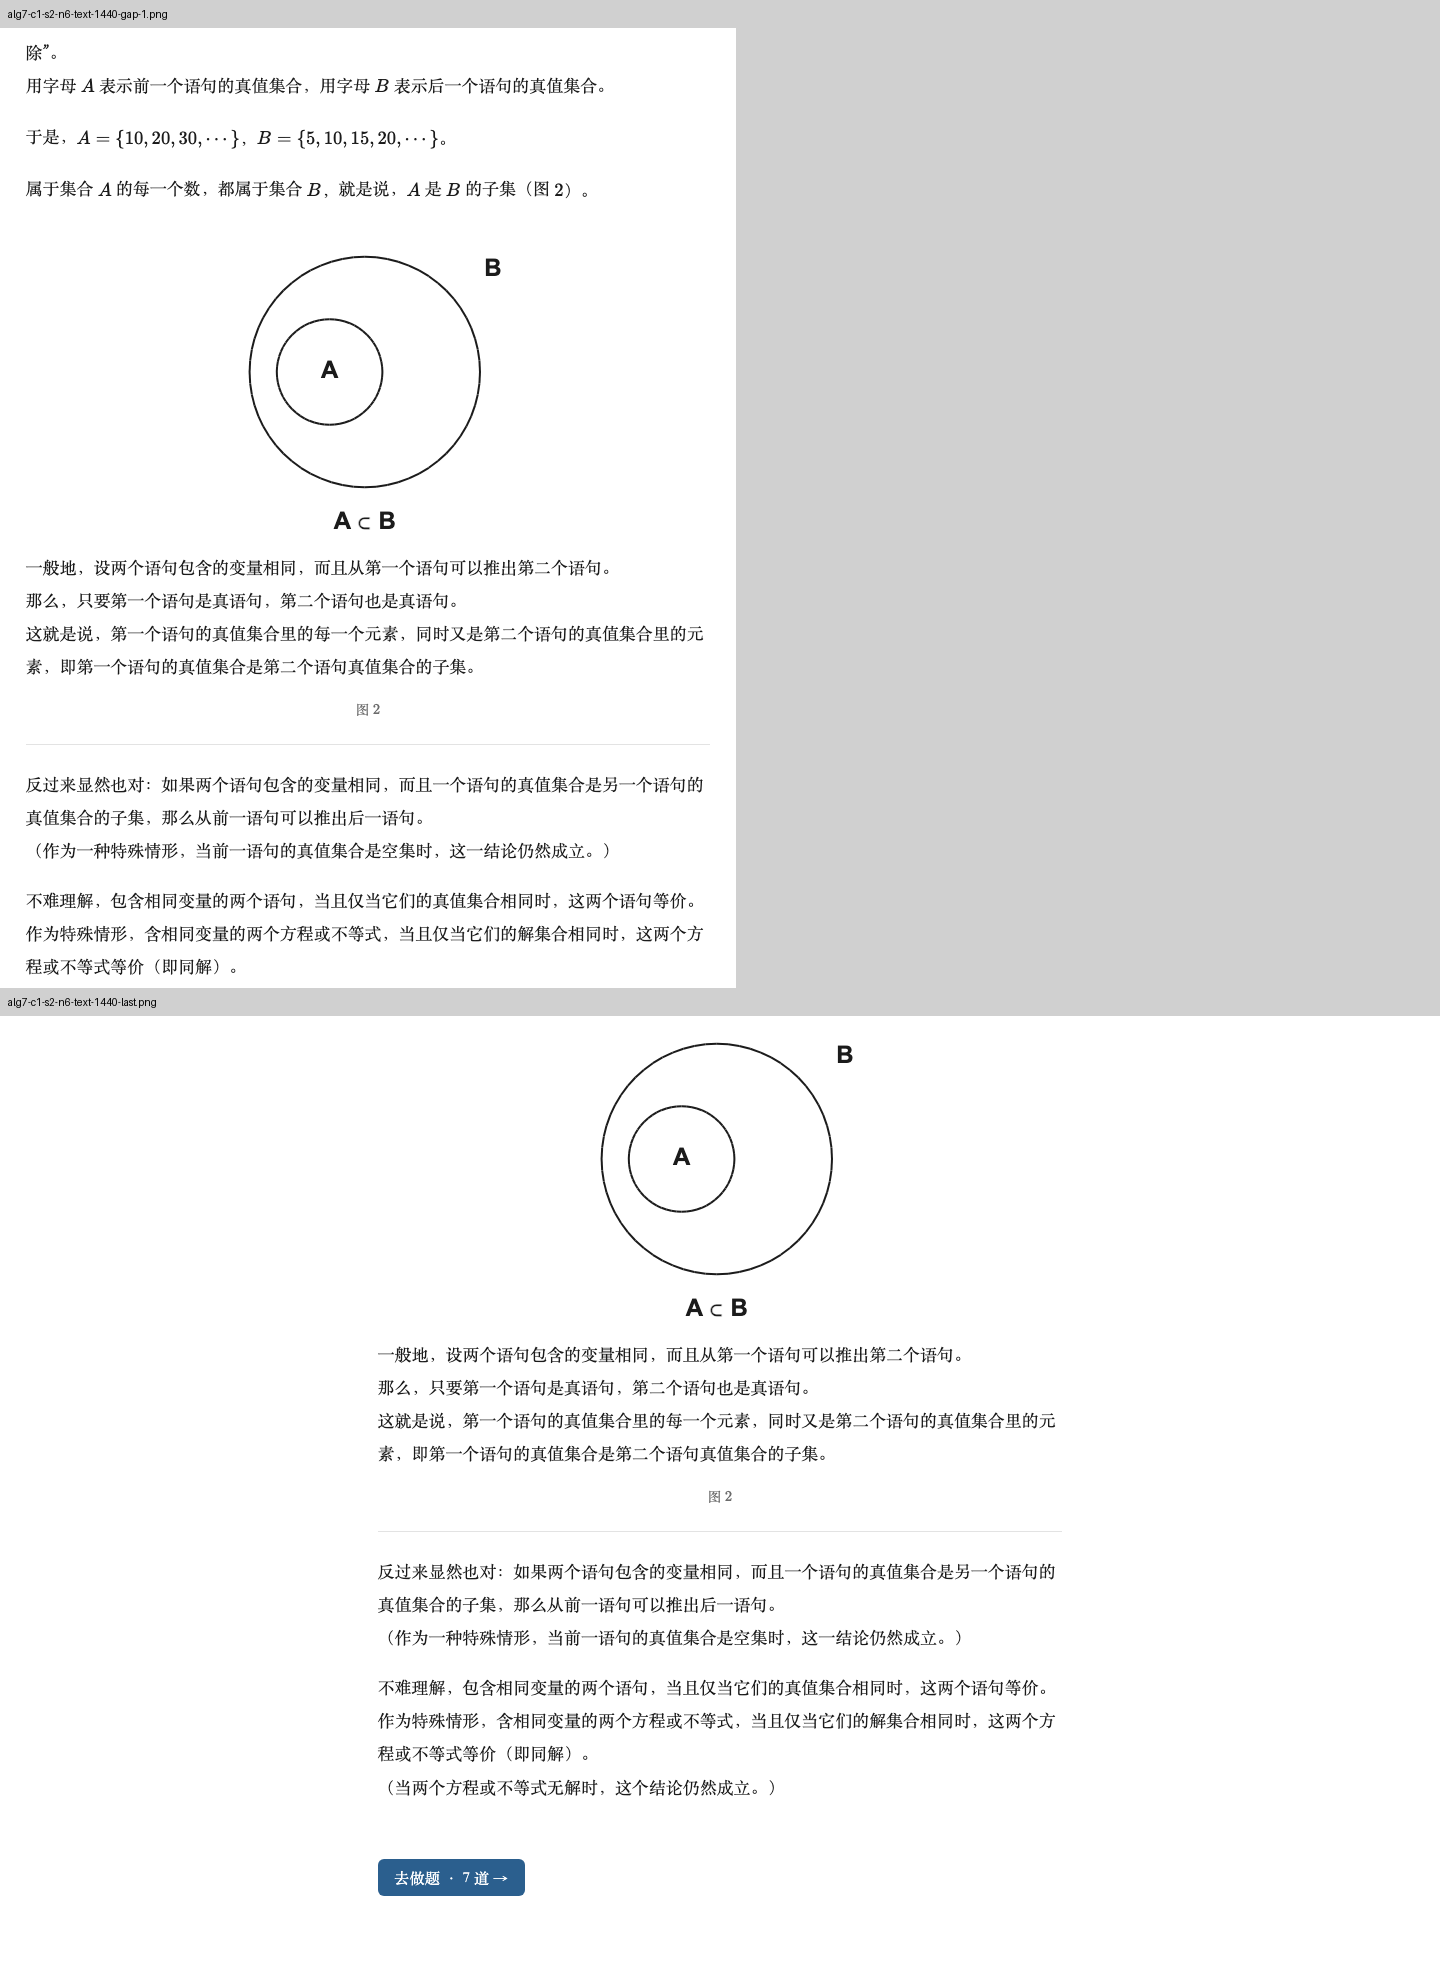 alg7-c1-s2-n6-text-1440-gap-1.png
除”。
用字母 A 表示前一个语句的真值集合，用字母 B 表示后一个语句的真值集合。
于是，A = {10, 20, 30, ⋯}，B = {5, 10, 15, 20, ⋯}。
属于集合 A 的每一个数，都属于集合 B，就是说，A 是 B 的子集（图 2）。
B
A
A ⊂ B
一般地，设两个语句包含的变量相同，而且从第一个语句可以推出第二个语句。
那么，只要第一个语句是真语句，第二个语句也是真语句。
这就是说，第一个语句的真值集合里的每一个元素，同时又是第二个语句的真值集合里的元
素，即第一个语句的真值集合是第二个语句真值集合的子集。
图 2
反过来显然也对：如果两个语句包含的变量相同，而且一个语句的真值集合是另一个语句的
真值集合的子集，那么从前一语句可以推出后一语句。
（作为一种特殊情形，当前一语句的真值集合是空集时，这一结论仍然成立。）
不难理解，包含相同变量的两个语句，当且仅当它们的真值集合相同时，这两个语句等价。
作为特殊情形，含相同变量的两个方程或不等式，当且仅当它们的解集合相同时，这两个方
程或不等式等价（即同解）。
alg7-c1-s2-n6-text-1440-last.png
B
A
A ⊂ B
一般地，设两个语句包含的变量相同，而且从第一个语句可以推出第二个语句。
那么，只要第一个语句是真语句，第二个语句也是真语句。
这就是说，第一个语句的真值集合里的每一个元素，同时又是第二个语句的真值集合里的元
素，即第一个语句的真值集合是第二个语句真值集合的子集。
图 2
反过来显然也对：如果两个语句包含的变量相同，而且一个语句的真值集合是另一个语句的
真值集合的子集，那么从前一语句可以推出后一语句。
（作为一种特殊情形，当前一语句的真值集合是空集时，这一结论仍然成立。）
不难理解，包含相同变量的两个语句，当且仅当它们的真值集合相同时，这两个语句等价。
作为特殊情形，含相同变量的两个方程或不等式，当且仅当它们的解集合相同时，这两个方
程或不等式等价（即同解）。
（当两个方程或不等式无解时，这个结论仍然成立。）
去做题 · 7 道 →